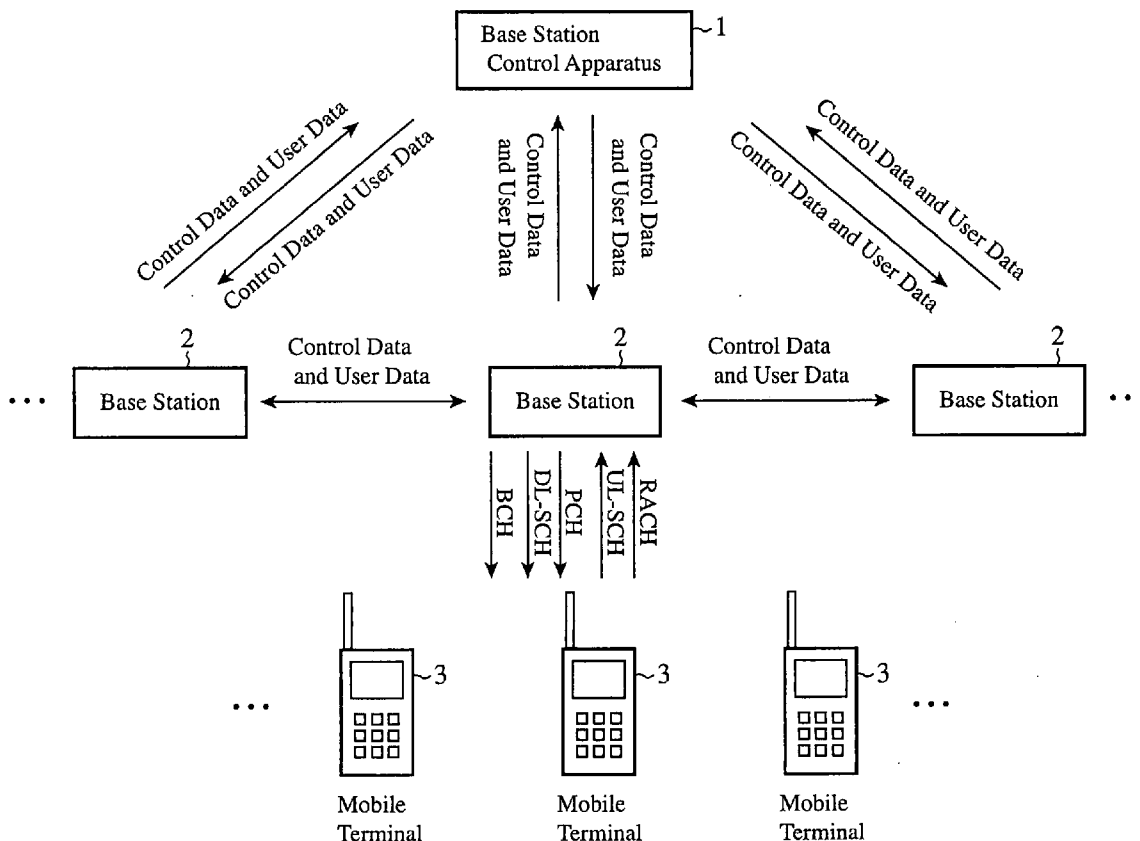 Base Station
Control Apparatus
1
Control Data and User Data
Control Data and User Data
Control Data
and User Data
Control Data
and User Data
Control Data and User Data
Control Data and User Data
2
Base Station
Control Data
and User Data
2
Base Station
Control Data
and User Data
2
Base Station
BCH
DL-SCH
PCH
UL-SCH
RACH
3
Mobile
Terminal
3
Mobile
Terminal
3
Mobile
Terminal